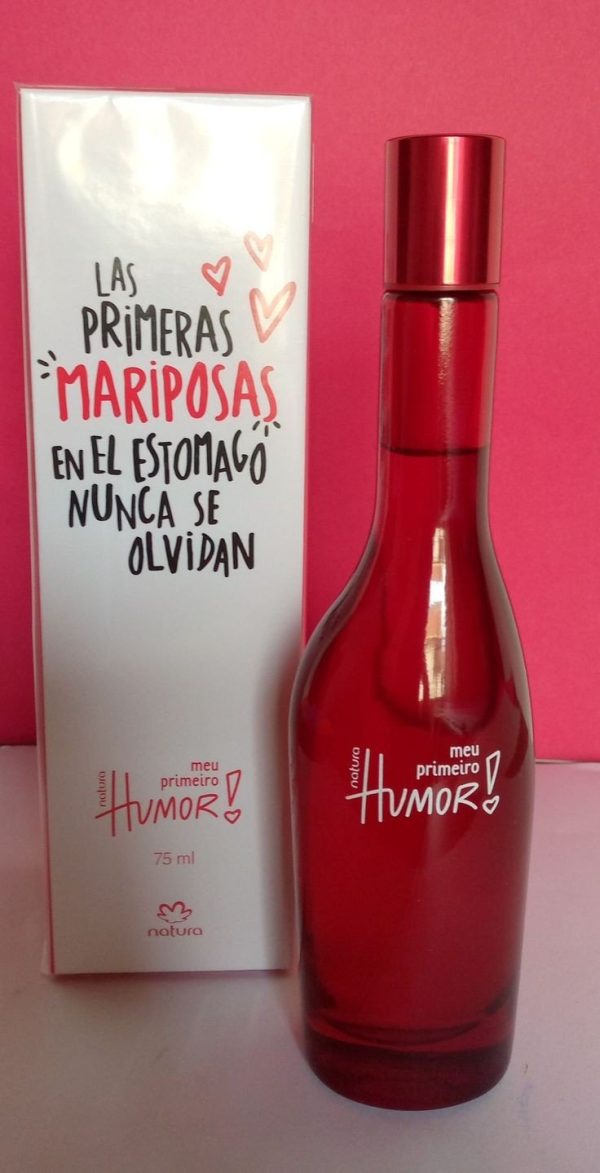 LAS
PRIMERAS
MARIPOSAS
EN EL ESTOMAGO
NUNCA SE
OLVIDAN
meu
primeiro
natura
HUMOR!
75 ml
natura
meu
primeiro
natura
HUMOR!